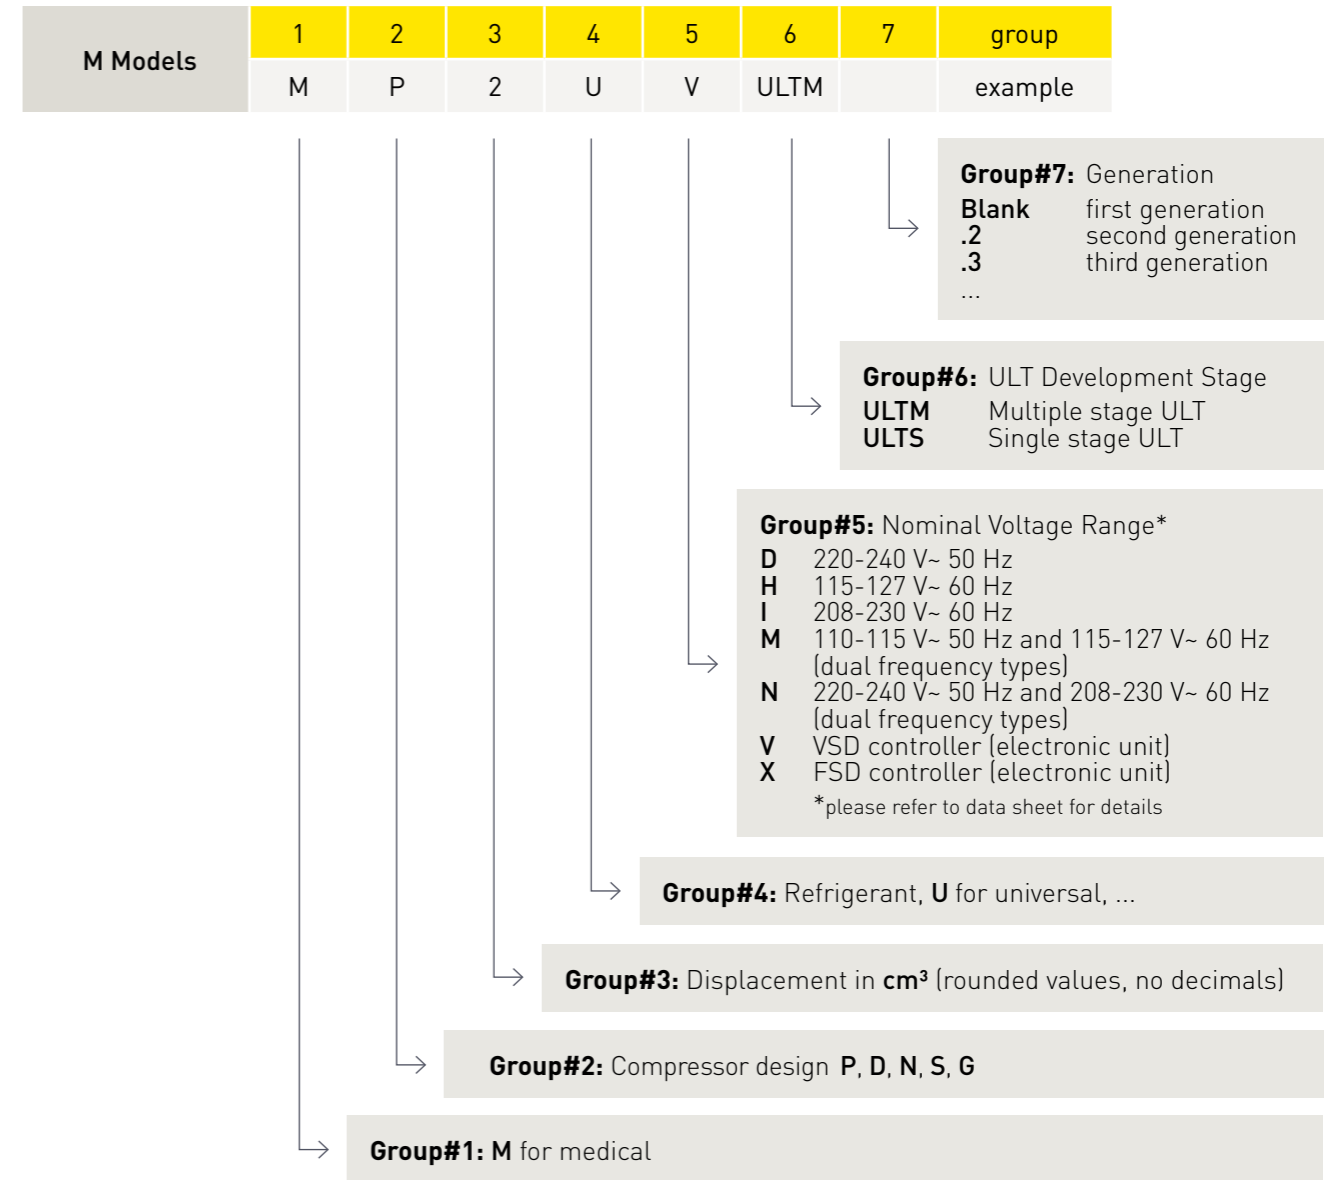 M Models
1 2 3 4 5 6 7 group
M P 2 U V ULTM example
Group#7: Generation
Blank first generation
.2 second generation
.3 third generation
...
Group#6: ULT Development Stage
ULTM Multiple stage ULT
ULTS Single stage ULT
Group#5: Nominal Voltage Range*
D 220-240 V~ 50 Hz
H 115-127 V~ 60 Hz
I 208-230 V~ 60 Hz
M 110-115 V~ 50 Hz and 115-127 V~ 60 Hz
(dual frequency types)
N 220-240 V~ 50 Hz and 208-230 V~ 60 Hz
(dual frequency types)
V VSD controller (electronic unit)
X FSD controller (electronic unit)
*please refer to data sheet for details
Group#4: Refrigerant, U for universal, ...
Group#3: Displacement in cm³ (rounded values, no decimals)
Group#2: Compressor design P, D, N, S, G
Group#1: M for medical